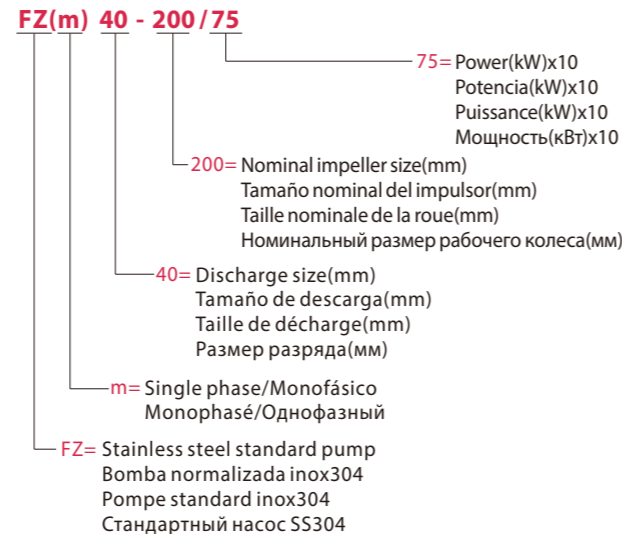 FZ(m) 40 - 200/75
75= Power(kW)x10
Potencia(kW)x10
Puissance(kW)x10
Мощность(кВт)x10
200= Nominal impeller size(mm)
Tamaño nominal del impulsor(mm)
Taille nominale de la roue(mm)
Номинальный размер рабочего колеса(мм)
40= Discharge size(mm)
Tamaño de descarga(mm)
Taille de décharge(mm)
Размер разряда(мм)
m= Single phase/Monofásico
Monophasé/Однофазный
FZ= Stainless steel standard pump
Bomba normalizada inox304
Pompe standard inox304
Стандартный насос SS304